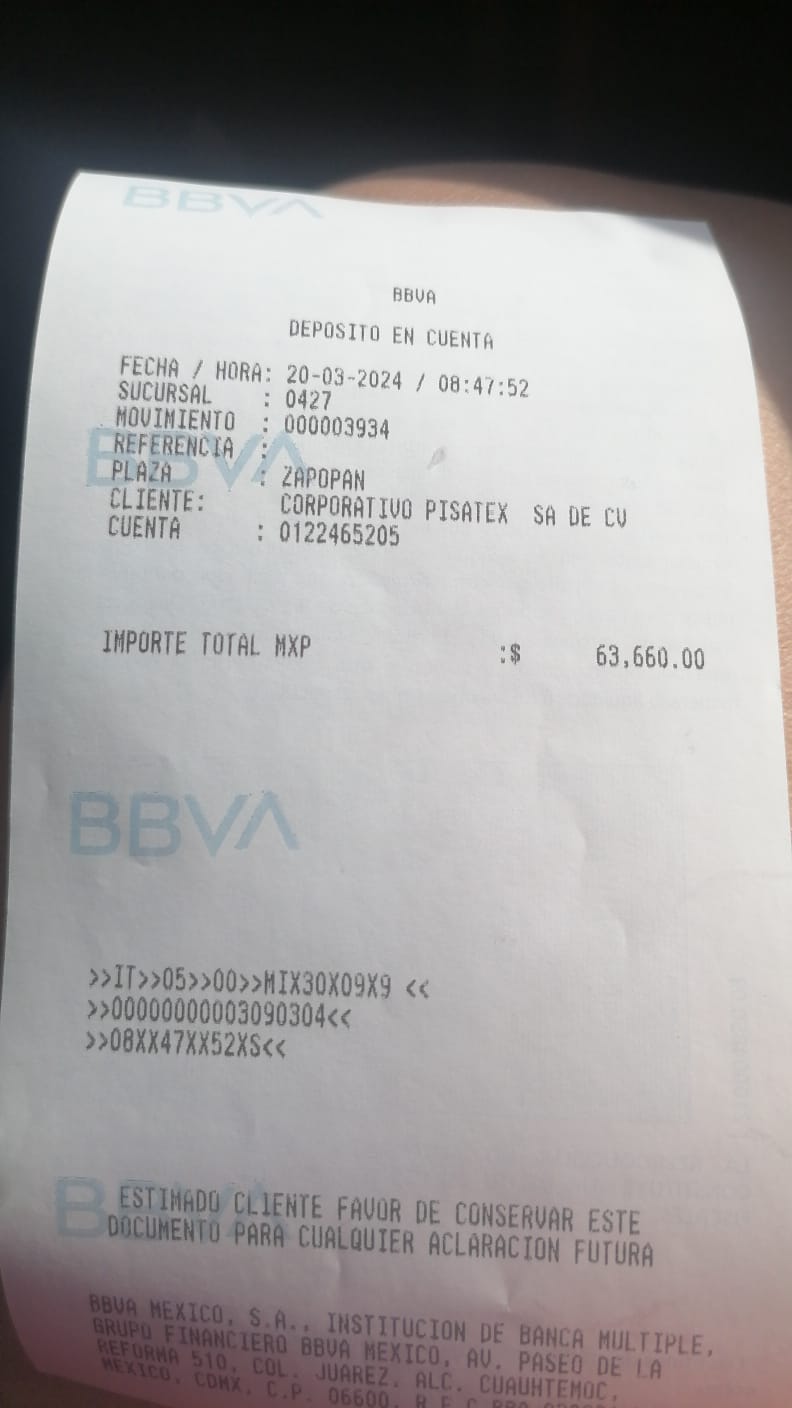 BBVA
BBVA
DEPOSITO EN CUENTA
FECHA / HORA: 20-03-2024 / 08:47:52
SUCURSAL : 0427
MOVIMIENTO : 000003934
REFERENCIA :
BBVA
PLAZA : ZAPOPAN
CLIENTE: CORPORATIVO PISATEX SA DE CV
CUENTA : 0122465205
IMPORTE TOTAL MXP :$ 63,660.00
BBVA
>>IT>>05>>00>>MIX30X09X9 <<
>>00000000003090304<<
>>08XX47XX52XS<<
BBVA
ESTIMADO CLIENTE FAVOR DE CONSERVAR ESTE
DOCUMENTO PARA CUALQUIER ACLARACION FUTURA
BBVA MEXICO, S.A., INSTITUCION DE BANCA MULTIPLE,
GRUPO FINANCIERO BBVA MEXICO, AV. PASEO DE LA
REFORMA 510, COL. JUAREZ, ALC. CUAUHTEMOC,
MEXICO, CDMX, C.P. 06600, R.F.C